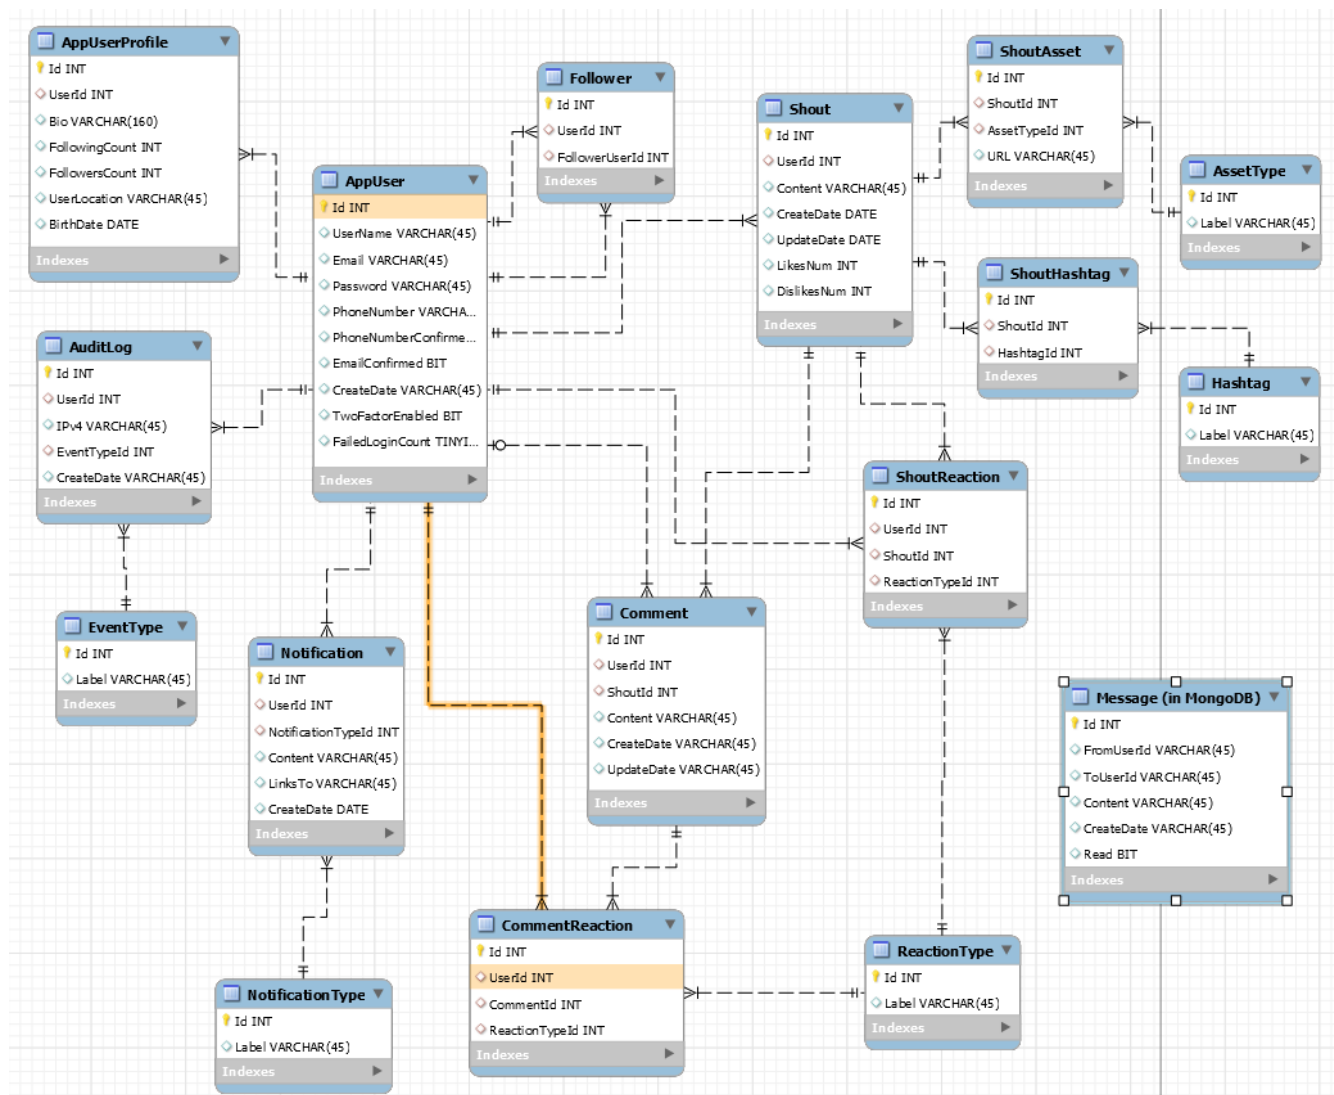 AppUserProfile
Id INT
UserId INT
Bio VARCHAR(160)
FollowingCount INT
FollowersCount INT
UserLocation VARCHAR(45)
BirthDate DATE
Indexes
Follower
Id INT
UserId INT
FollowerUserId INT
Indexes
Shout
Id INT
UserId INT
Content VARCHAR(45)
CreateDate DATE
UpdateDate DATE
LikesNum INT
DislikesNum INT
Indexes
ShoutAsset
Id INT
ShoutId INT
AssetTypeId INT
URL VARCHAR(45)
Indexes
AssetType
Id INT
Label VARCHAR(45)
Indexes
AppUser
Id INT
UserName VARCHAR(45)
Email VARCHAR(45)
Password VARCHAR(45)
PhoneNumber VARCHA...
PhoneNumberConfirme...
EmailConfirmed BIT
CreateDate VARCHAR(45)
TwoFactorEnabled BIT
FailedLoginCount TINYI...
Indexes
ShoutHashtag
Id INT
ShoutId INT
HashtagId INT
Indexes
Hashtag
Id INT
Label VARCHAR(45)
Indexes
AuditLog
Id INT
UserId INT
IPv4 VARCHAR(45)
EventTypeId INT
CreateDate VARCHAR(45)
Indexes
ShoutReaction
Id INT
UserId INT
ShoutId INT
ReactionTypeId INT
Indexes
EventType
Id INT
Label VARCHAR(45)
Indexes
Notification
Id INT
UserId INT
NotificationTypeId INT
Content VARCHAR(45)
LinksTo VARCHAR(45)
CreateDate DATE
Indexes
Comment
Id INT
UserId INT
ShoutId INT
Content VARCHAR(45)
CreateDate VARCHAR(45)
UpdateDate VARCHAR(45)
Indexes
Message (in MongoDB)
Id INT
FromUserId VARCHAR(45)
ToUserId VARCHAR(45)
Content VARCHAR(45)
CreateDate VARCHAR(45)
Read BIT
Indexes
NotificationType
Id INT
Label VARCHAR(45)
Indexes
CommentReaction
Id INT
UserId INT
CommentId INT
ReactionTypeId INT
Indexes
ReactionType
Id INT
Label VARCHAR(45)
Indexes